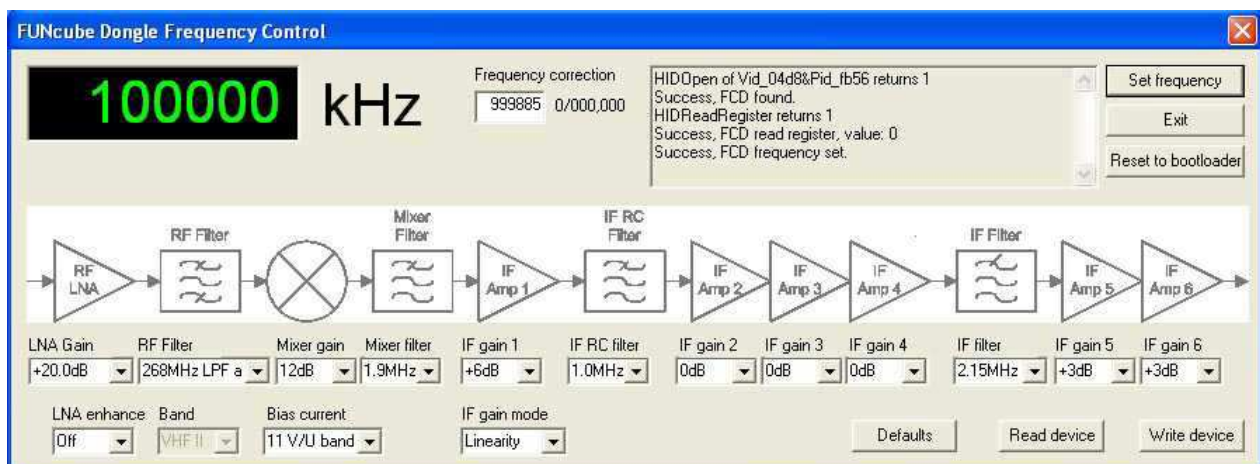 FUNcube Dongle Frequency Control
100000 kHz
Frequency correction
999885 0/000,000
HIDOpen of Vid_04d8&Pid_fb56 returns 1
Success, FCD found.
HIDReadRegister returns 1
Success, FCD read register, value: 0
Success, FCD frequency set.
Set frequency
Exit
Reset to bootloader
RF LNA
RF Filter
Mixer
Filter
IF
Amp 1
IF RC
Filter
IF
Amp 2
IF
Amp 3
IF
Amp 4
IF Filter
IF
Amp 5
IF
Amp 6
LNA Gain
+20.0dB
RF Filter
268MHz LPF a
Mixer gain
12dB
Mixer filter
1.9MHz
IF gain 1
+6dB
IF RC filter
1.0MHz
IF gain 2
0dB
IF gain 3
0dB
IF gain 4
0dB
IF filter
2.15MHz
IF gain 5
+3dB
IF gain 6
+3dB
LNA enhance
Off
Band
VHF II
Bias current
11 V/U band
IF gain mode
Linearity
Defaults
Read device
Write device